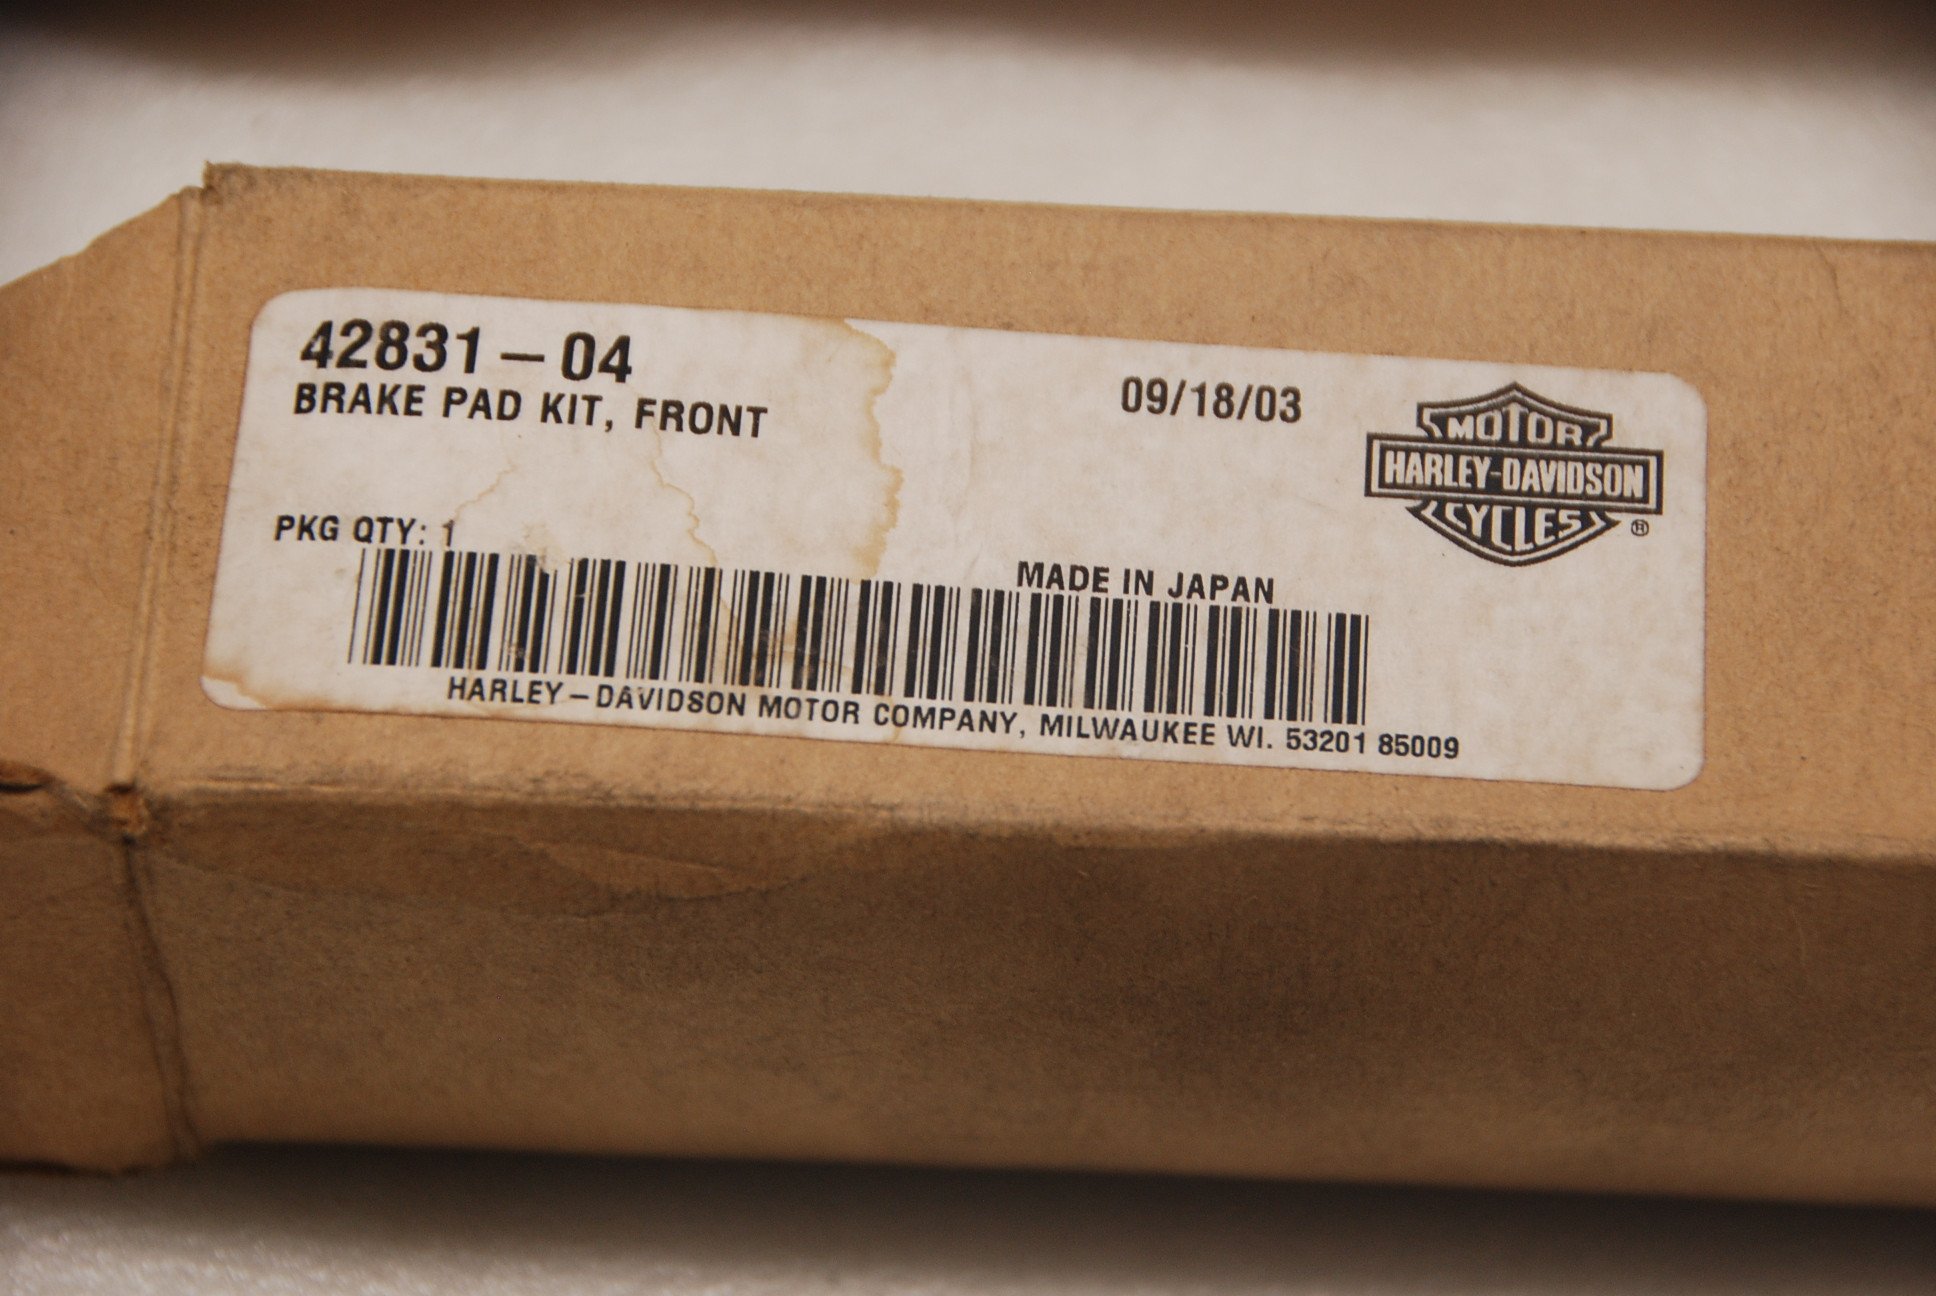 42831-04
BRAKE PAD KIT, FRONT
09/18/03
MOTOR
HARLEY-DAVIDSON
CYCLES
®
PKG QTY: 1
MADE IN JAPAN
HARLEY-DAVIDSON MOTOR COMPANY, MILWAUKEE WI. 53201 85009